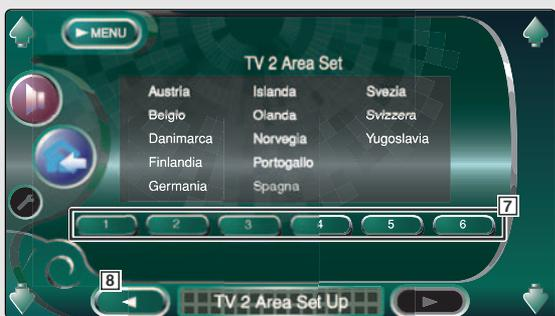 ► MENU
TV 2 Area Set
Austria Islanda Svezia
Belgio Olanda Svizzera
Danimarca Norvegia Yugoslavia
Finlandia Portogallo
Germania Spagna
7
1 2 3 4 5 6
8
◄ TV 2 Area Set Up ►